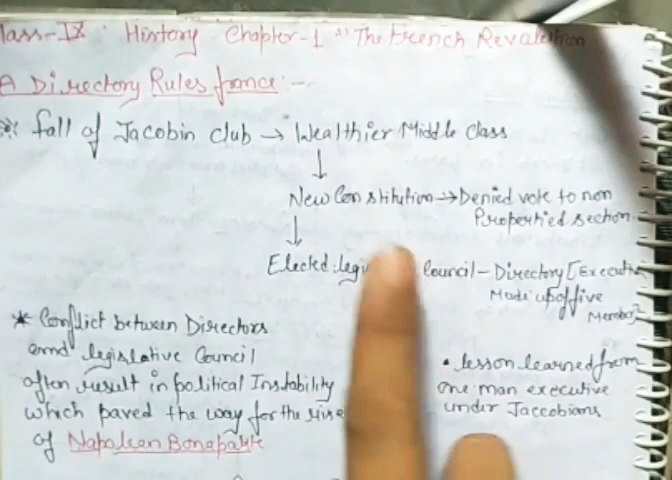 lass-IX History Chapter-1 "The French Revolution
A Directory Rules france:-
* fall of Jacobin club → Wealthier Middle class
New Constitution → Denied vote to non
Propertied section
Elected legi Council - Directory [Executi
Made up of five
Member]
* Conflict between Directors
and legislative Council
often result in political Instability
which paved the way for the rise
of Napolean Bonaparte
• lesson learned from
one man executive
under Jaccobians